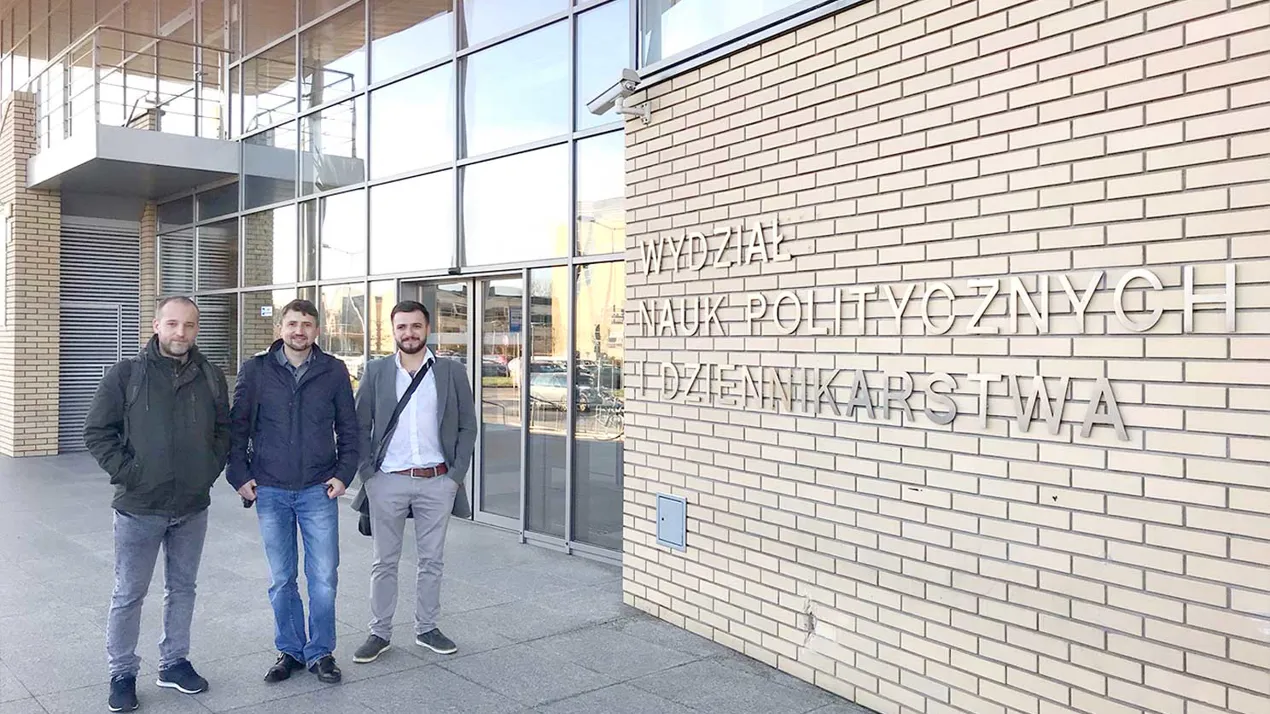 WYDZIAŁ
NAUK POLITYCZNYCH
I DZIENNIKARSTWA